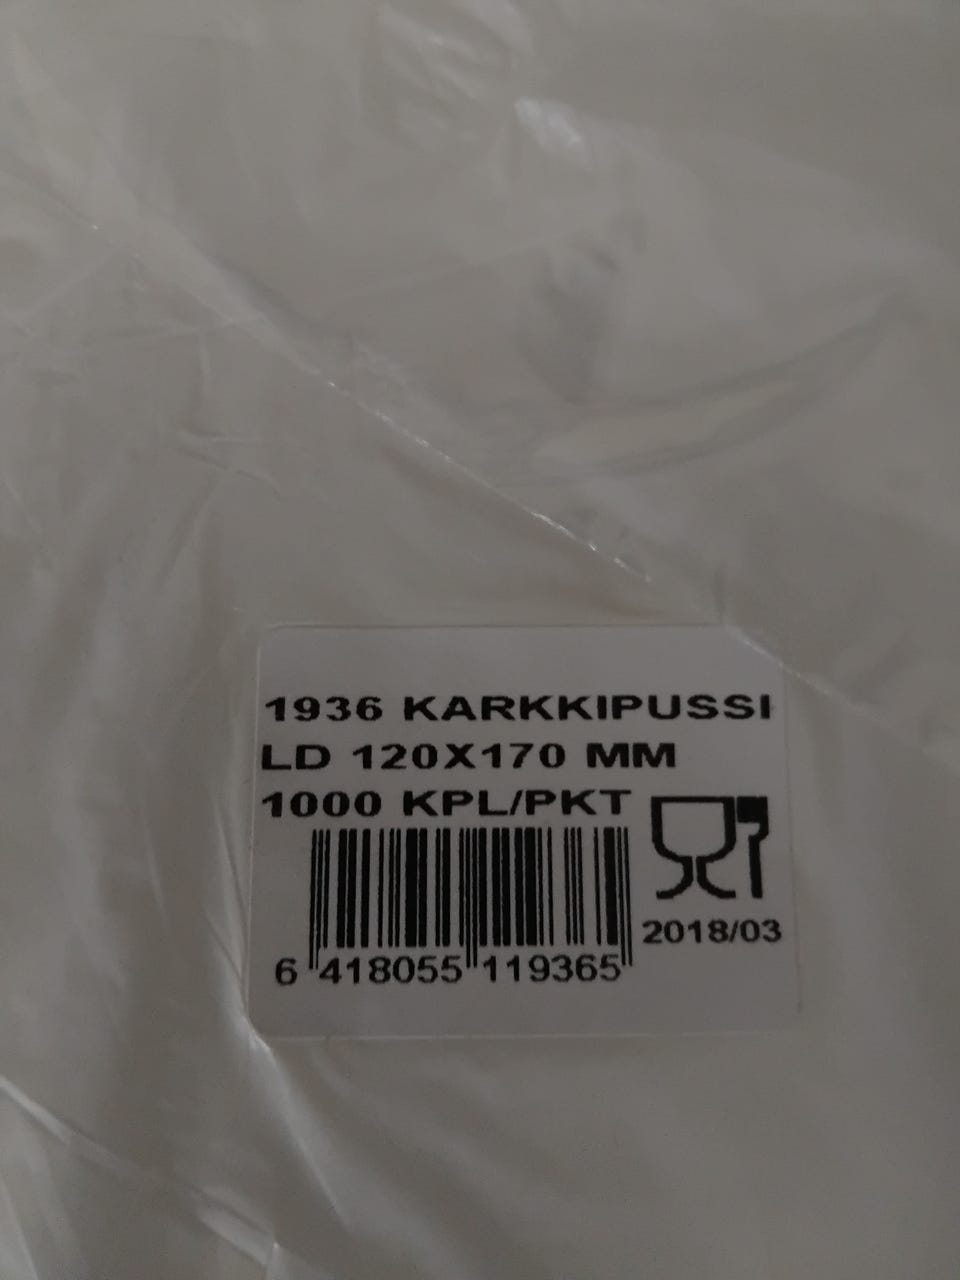 1936 KARKKIPUSSI
LD 120X170 MM
1000 KPL/PKT
2018/03
6 418055 119365